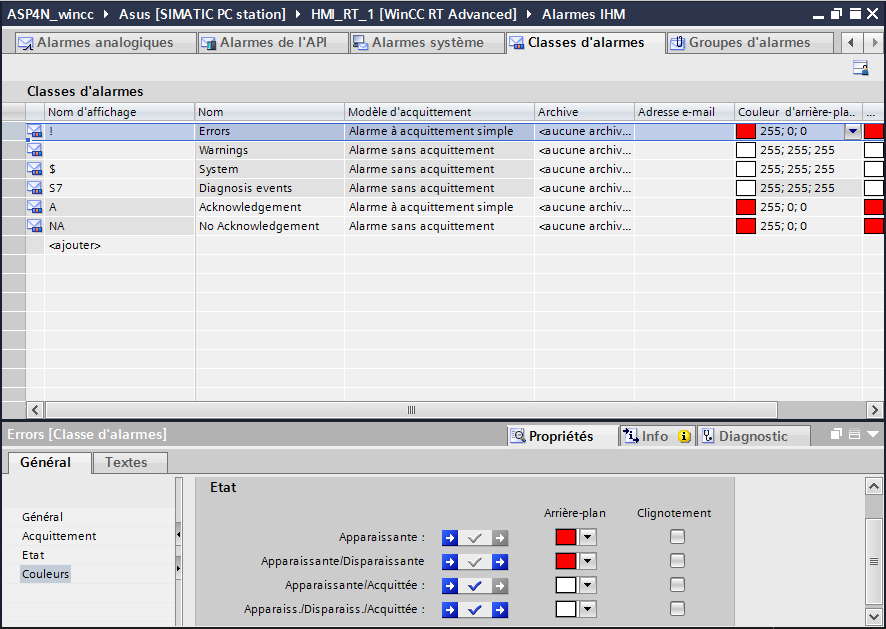 ASP4N_wincc ▸ Asus [SIMATIC PC station] ▸ HMI_RT_1 [WinCC RT Advanced] ▸ Alarmes IHM
Alarmes analogiques Alarmes de l'API Alarmes système Classes d'alarmes Groupes d'alarmes
Classes d'alarmes
Nom d'affichage Nom Modèle d'acquittement Archive Adresse e-mail Couleur d'arrière-pla.. ...
! Errors Alarme à acquittement simple <aucune archiv... 255; 0; 0
Warnings Alarme sans acquittement <aucune archiv... 255; 255; 255
$ System Alarme sans acquittement <aucune archiv... 255; 255; 255
S7 Diagnosis events Alarme sans acquittement <aucune archiv... 255; 255; 255
A Acknowledgement Alarme à acquittement simple <aucune archiv... 255; 0; 0
NA No Acknowledgement Alarme sans acquittement <aucune archiv... 255; 0; 0
<ajouter>
Errors [Classe d'alarmes] Propriétés Info Diagnostic
Général Textes
Général
Acquittement
Etat
Couleurs
Etat
Arrière-plan Clignotement
Apparaissante :
Apparaissante/Disparaissante
Apparaissante/Acquittée :
Apparaiss./Disparaiss./Acquittée :